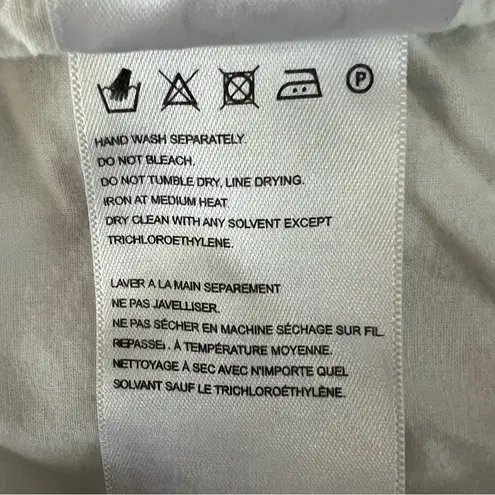 P
HAND WASH SEPARATELY.
DO NOT BLEACH.
DO NOT TUMBLE DRY, LINE DRYING.
IRON AT MEDIUM HEAT
DRY CLEAN WITH ANY SOLVENT EXCEPT
TRICHLOROETHYLENE.
LAVER A LA MAIN SEPAREMENT
NE PAS JAVELLISER.
NE PAS SÉCHER EN MACHINE SÉCHAGE SUR FIL.
REPASSER. À TEMPÉRATURE MOYENNE.
NETTOYAGE À SEC AVEC N'IMPORTE QUEL
SOLVANT SAUF LE TRICHLOROÉTHYLÈNE.